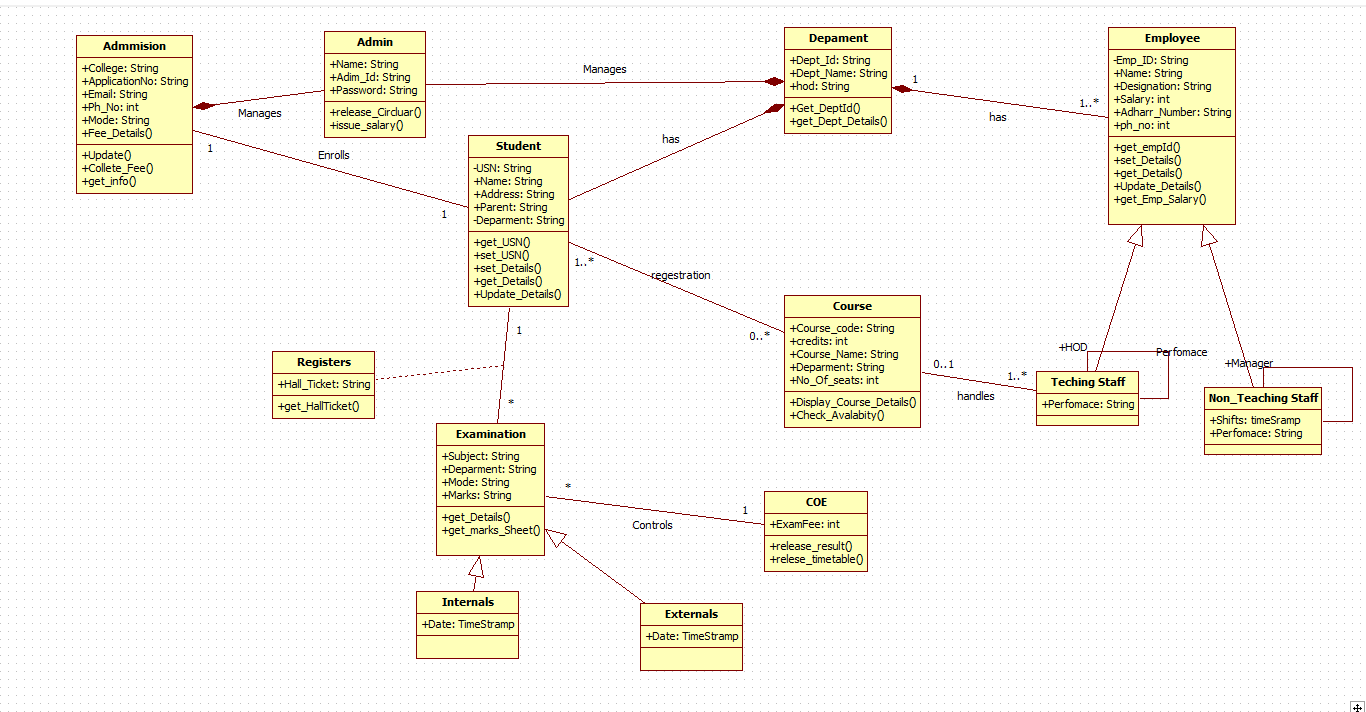 Admmision
+College: String
+ApplicationNo: String
+Email: String
+Ph_No: int
+Mode: String
+Fee_Details()
+Update()
+Collete_Fee()
+get_info()
Admin
+Name: String
+Adim_Id: String
+Password: String
+release_Circluar()
+issue_salary()
Manages
Manages
Depament
+Dept_Id: String
+Dept_Name: String
+hod: String
+Get_DeptId()
+get_Dept_Details()
1
1..*
has
Employee
-Emp_ID: String
+Name: String
+Designation: String
+Salary: int
+Adharr_Number: String
+ph_no: int
+get_empId()
+set_Details()
+get_Details()
+Update_Details()
+get_Emp_Salary()
1
Enrolls
1
has
Student
-USN: String
+Name: String
+Address: String
+Parent: String
-Deparment: String
+get_USN()
+set_USN()
+set_Details()
+get_Details()
+Update_Details()
1..*
regestration
0..*
Course
+Course_code: String
+credits: int
+Course_Name: String
+Deparment: String
+No_Of_seats: int
+Display_Course_Details()
+Check_Avalabity()
0..1
1..*
handles
+HOD
Perfomace
Teching Staff
+Perfomace: String
+Manager
Non_Teaching Staff
+Shifts: timeSramp
+Perfomace: String
1
*
Registers
+Hall_Ticket: String
+get_HallTicket()
Examination
+Subject: String
+Deparment: String
+Mode: String
+Marks: String
+get_Details()
+get_marks_Sheet()
*
Controls
1
COE
+ExamFee: int
+release_result()
+relese_timetable()
Internals
+Date: TimeStramp
Externals
+Date: TimeStramp